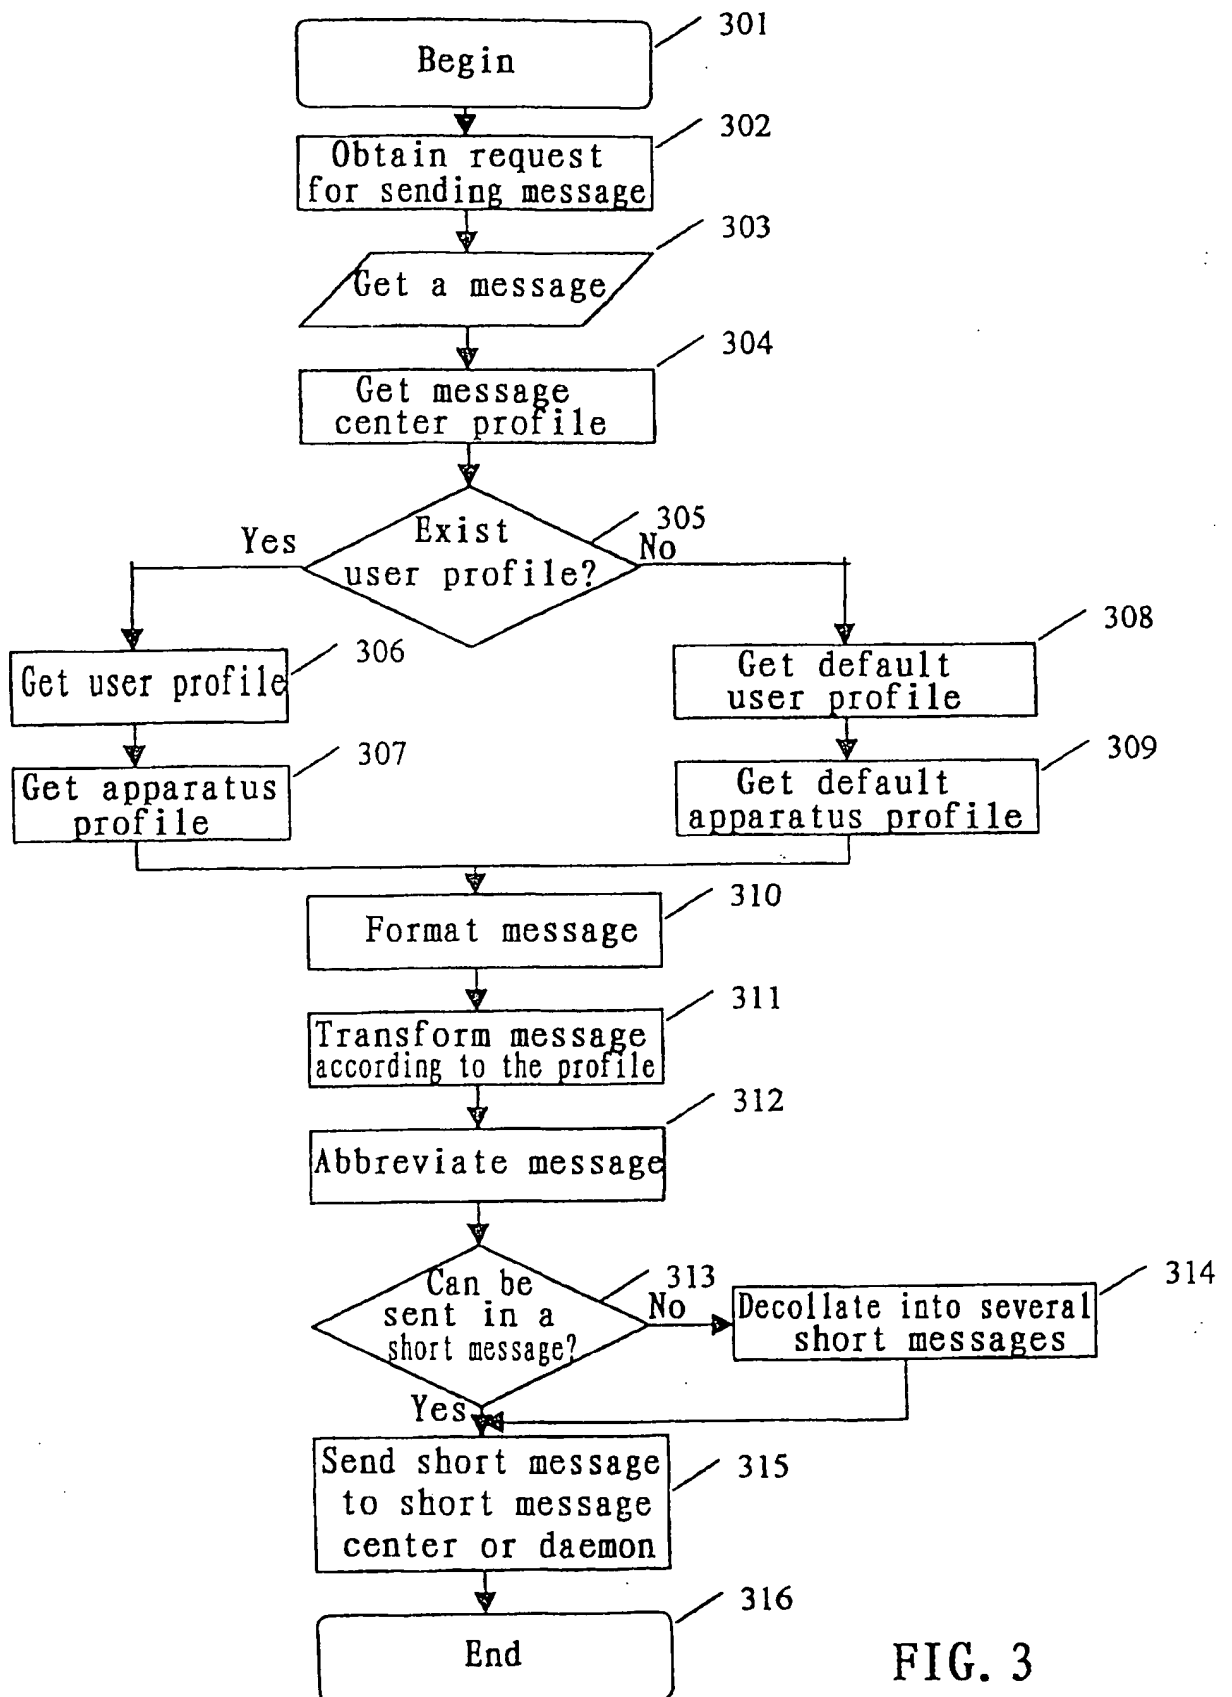 301
Begin
302
Obtain request
for sending message
303
Get a message
304
Get message
center profile
305
Exist
user profile?
Yes
No
306
Get user profile
308
Get default
user profile
307
Get apparatus
profile
309
Get default
apparatus profile
310
Format message
311
Transform message
according to the profile
312
Abbreviate message
313
Can be
sent in a
short message?
No
314
Decollate into several
short messages
Yes
315
Send short message
to short message
center or daemon
316
End
FIG. 3